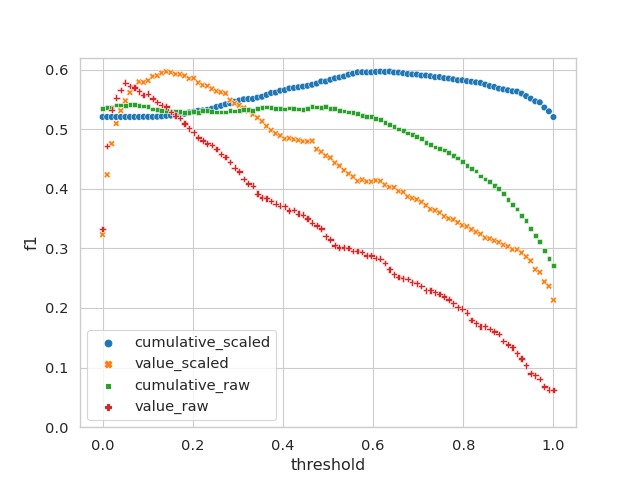 0.6
0.5
0.4
0.3
0.2
0.1
0.0
f1
cumulative_scaled
value_scaled
cumulative_raw
value_raw
0.0 0.2 0.4 0.6 0.8 1.0
threshold